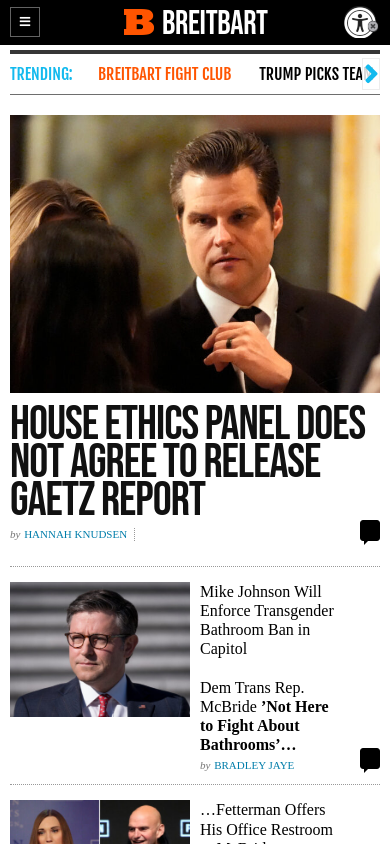 B BREITBART
TRENDING:
BREITBART FIGHT CLUB
TRUMP PICKS TEA
HOUSE ETHICS PANEL DOES
NOT AGREE TO RELEASE
GAETZ REPORT
by HANNAH KNUDSEN
Mike Johnson Will
Enforce Transgender
Bathroom Ban in
Capitol
Dem Trans Rep.
McBride ’Not Here
to Fight About
Bathrooms’…
by BRADLEY JAYE
…Fetterman Offers
His Office Restroom